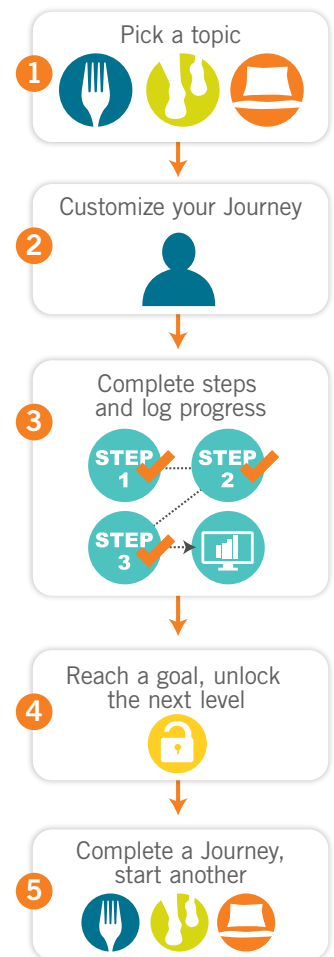 Pick a topic
1
Customize your Journey
2
Complete steps
and log progress
3
STEP
1
STEP
2
STEP
3
Reach a goal, unlock
the next level
4
Complete a Journey,
start another
5